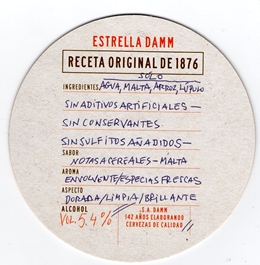 ESTRELLA DAMM
RECETA ORIGINAL DE 1876
SOLO
INGREDIENTES AGUA, MALTA, ARROZ, LÚPULO
SIN ADITIVOS ARTIFICIALES—
SIN CONSERVANTES
SIN SULFITOS AÑADIDOS—
SABOR
NOTAS A CEREALES - MALTA
AROMA
ENVOLVENTE/ESPECIAS FRESCAS
ASPECTO
DORADA/LIMPIA/BRILLANTE
ALCOHOL
VOL 5.4%
S.A. DAMM
142 AÑOS ELABORANDO
CERVEZAS DE CALIDAD